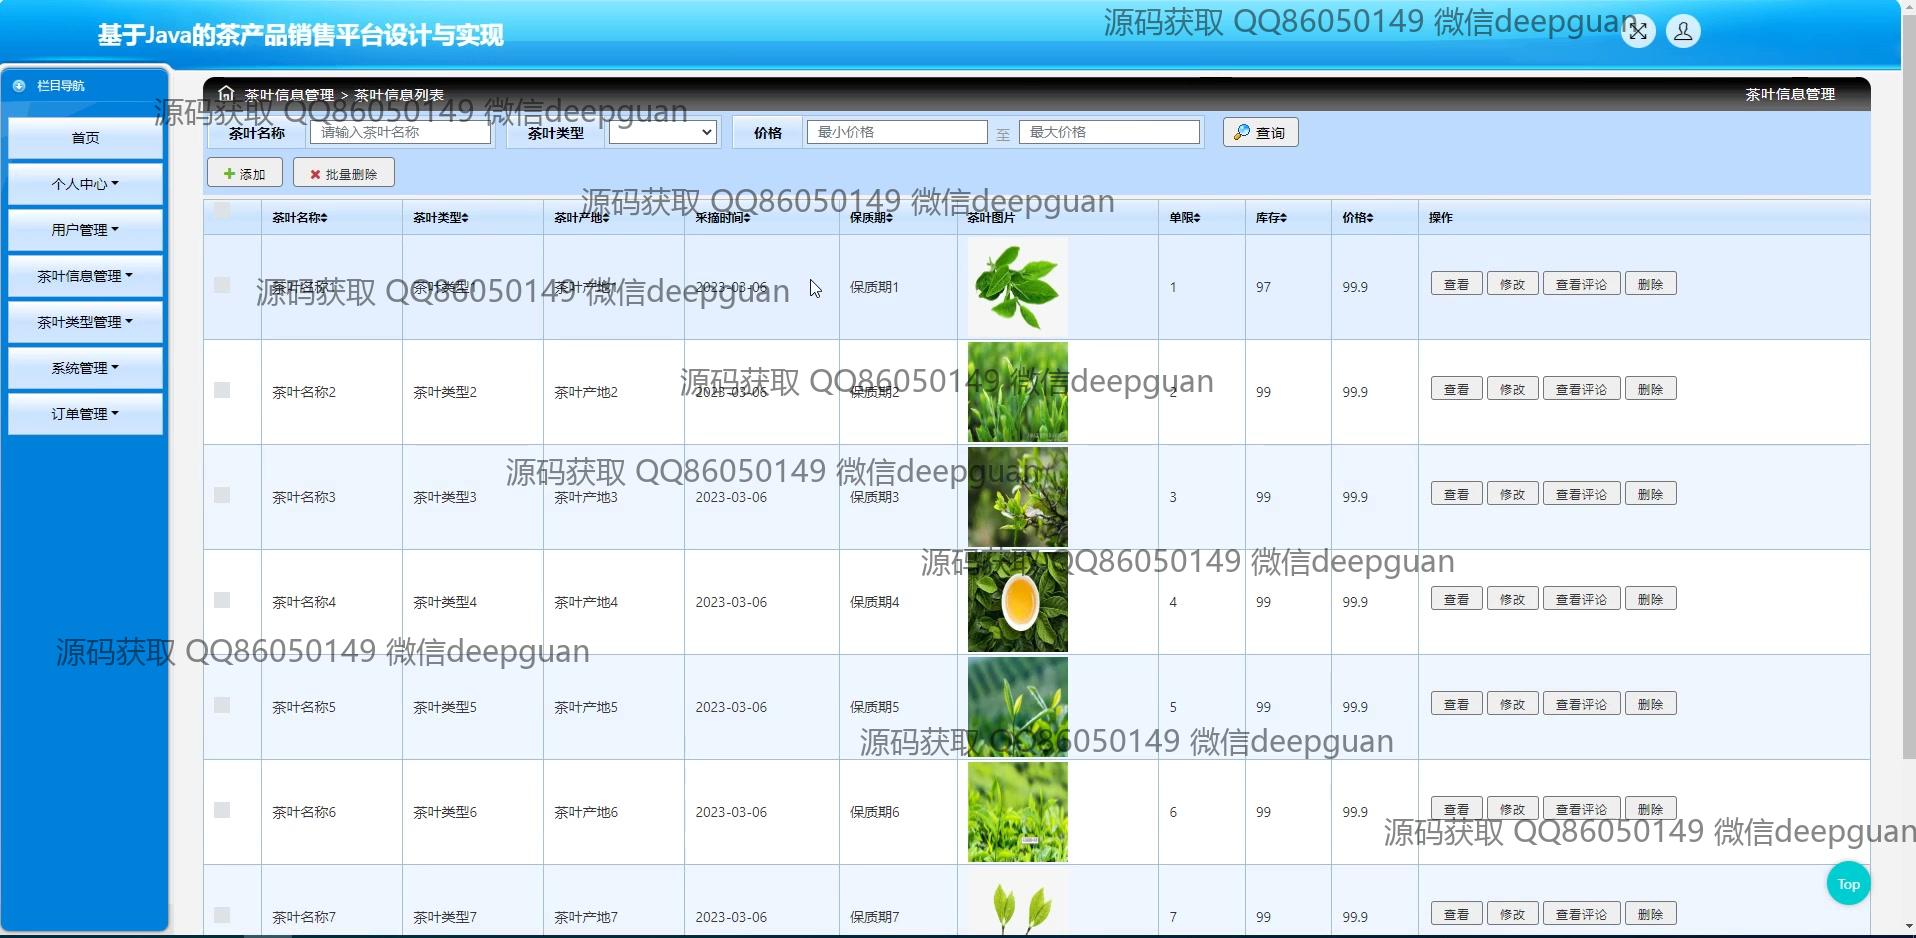 基于Java的茶产品销售平台设计与实现
源码获取 QQ86050149 微信deepguan
栏目导航
茶叶信息管理 > 茶叶信息列表
茶叶信息管理
源码获取 QQ86050149 微信deepguan
茶叶名称 请输入茶叶名称 茶叶类型 价格 最小价格 至 最大价格 查询
首页
添加 批量删除
个人中心
源码获取 QQ86050149 微信deepguan
茶叶名称 茶叶类型 茶叶产地 采摘时间 保质期 茶叶图片 单限 库存 价格 操作
用户管理
茶叶信息管理
茶叶名称1 茶叶类型1 茶叶产地1 2023-03-06 保质期1 1 97 99.9 查看 修改 查看评论 删除
源码获取 QQ86050149 微信deepguan
茶叶类型管理
系统管理
源码获取 QQ86050149 微信deepguan
茶叶名称2 茶叶类型2 茶叶产地2 2023-03-06 保质期2 2 99 99.9 查看 修改 查看评论 删除
订单管理
源码获取 QQ86050149 微信deepguan
茶叶名称3 茶叶类型3 茶叶产地3 2023-03-06 保质期3 3 99 99.9 查看 修改 查看评论 删除
源码获取 QQ86050149 微信deepguan
茶叶名称4 茶叶类型4 茶叶产地4 2023-03-06 保质期4 4 99 99.9 查看 修改 查看评论 删除
源码获取 QQ86050149 微信deepguan
茶叶名称5 茶叶类型5 茶叶产地5 2023-03-06 保质期5 5 99 99.9 查看 修改 查看评论 删除
源码获取 QQ86050149 微信deepguan
茶叶名称6 茶叶类型6 茶叶产地6 2023-03-06 保质期6 6 99 99.9 查看 修改 查看评论 删除
源码获取 QQ86050149 微信deepguan
Top
茶叶名称7 茶叶类型7 茶叶产地7 2023-03-06 保质期7 7 99 99.9 查看 修改 查看评论 删除